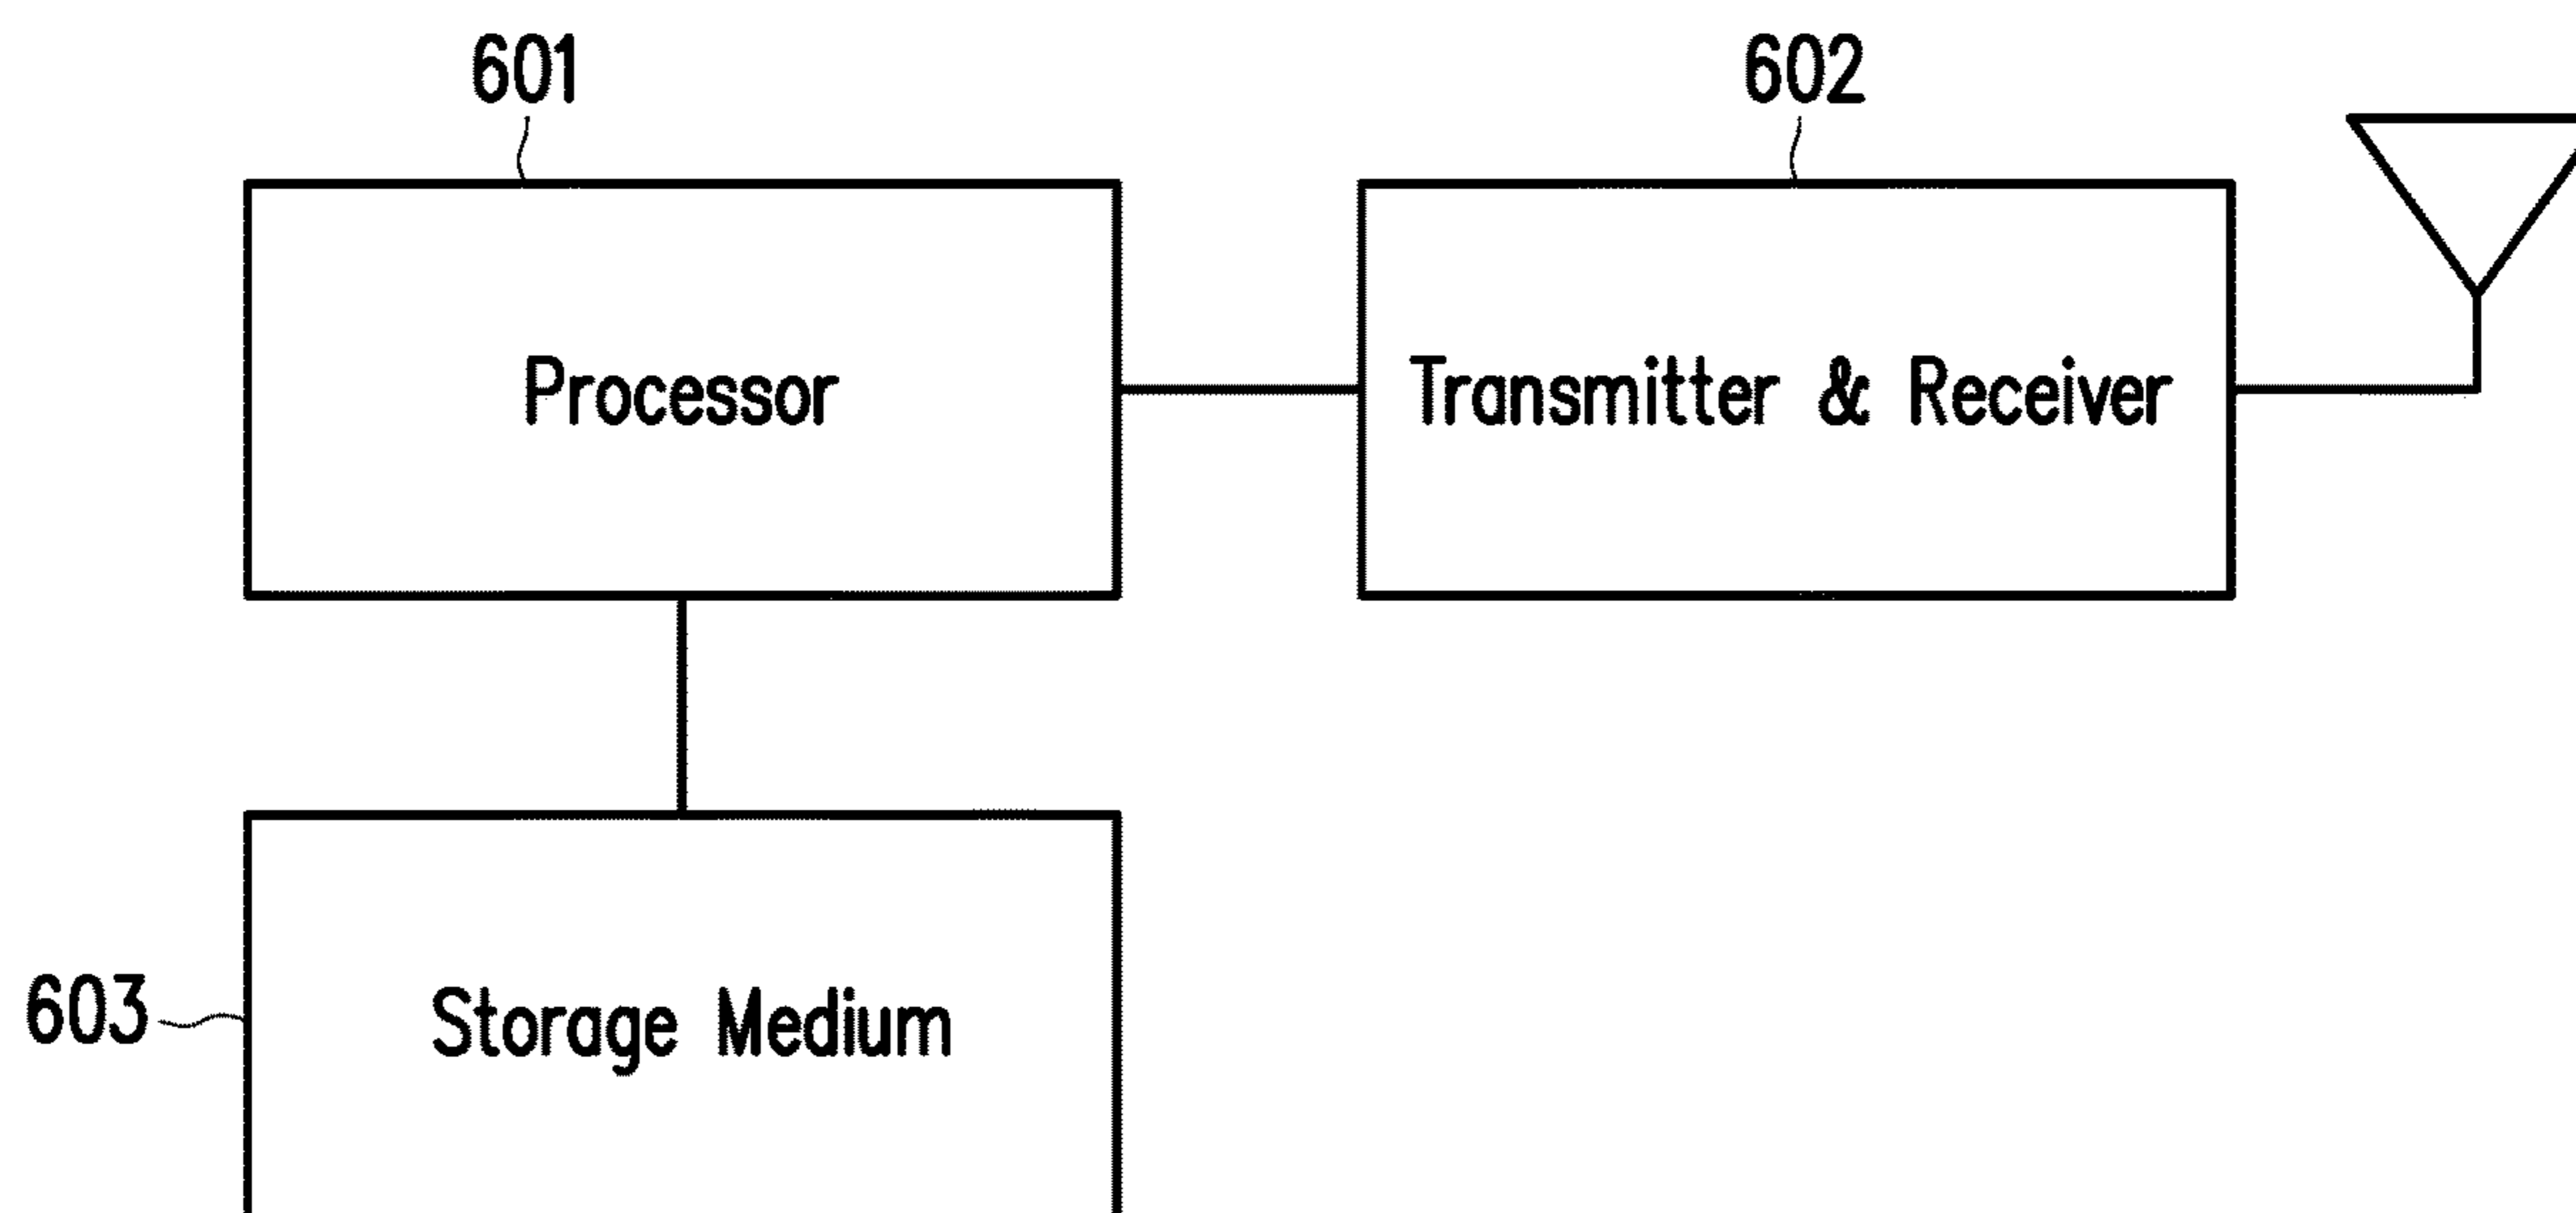 601
602
Processor
Transmitter & Receiver
603
Storage Medium